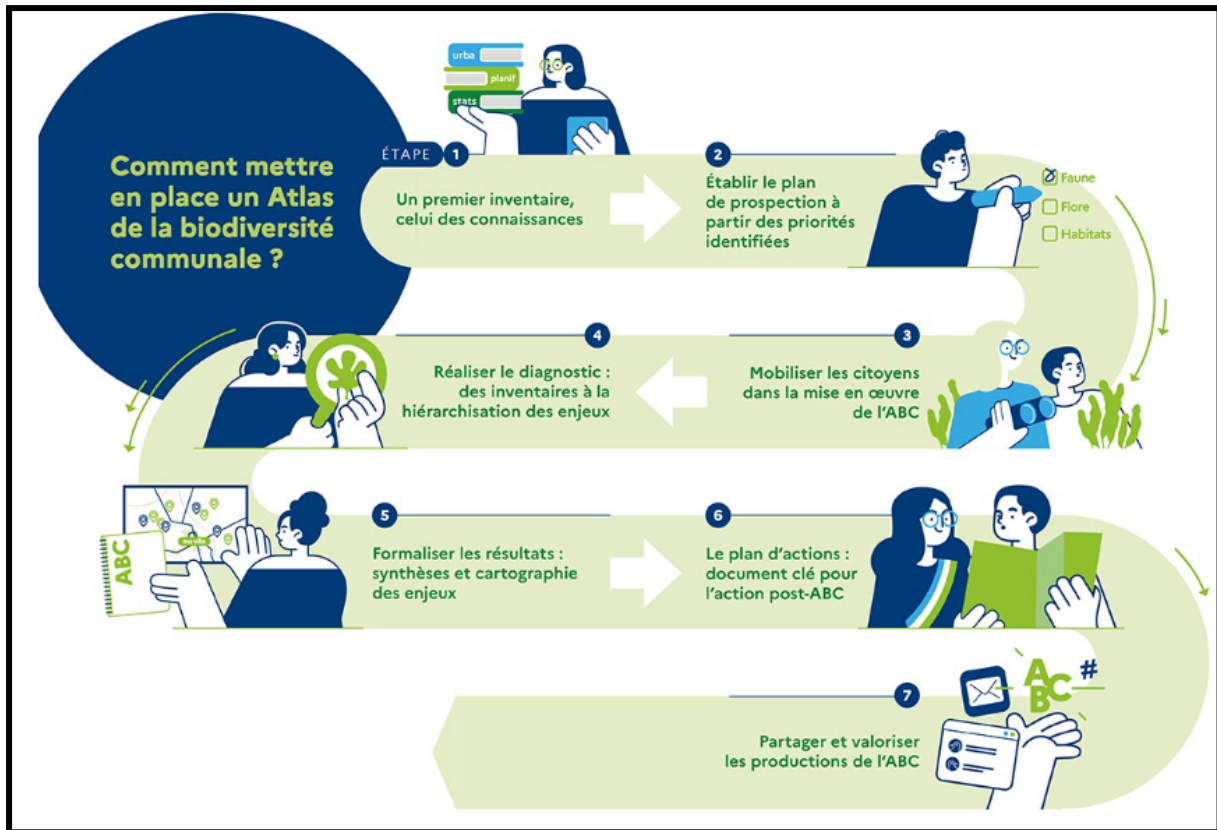 Comment mettre
en place un Atlas
de la biodiversité
communale ?
urba
planif
stats
ÉTAPE 1
Un premier inventaire,
celui des connaissances
2
Établir le plan
de prospection à
partir des priorités
identifiées
Faune
Flore
Habitats
3
Mobiliser les citoyens
dans la mise en œuvre
de l'ABC
4
Réaliser le diagnostic :
des inventaires à la
hiérarchisation des enjeux
ABC
ma ville
5
Formaliser les résultats :
synthèses et cartographie
des enjeux
6
Le plan d'actions :
document clé pour
l'action post-ABC
7
Partager et valoriser
les productions de l'ABC
ABC #